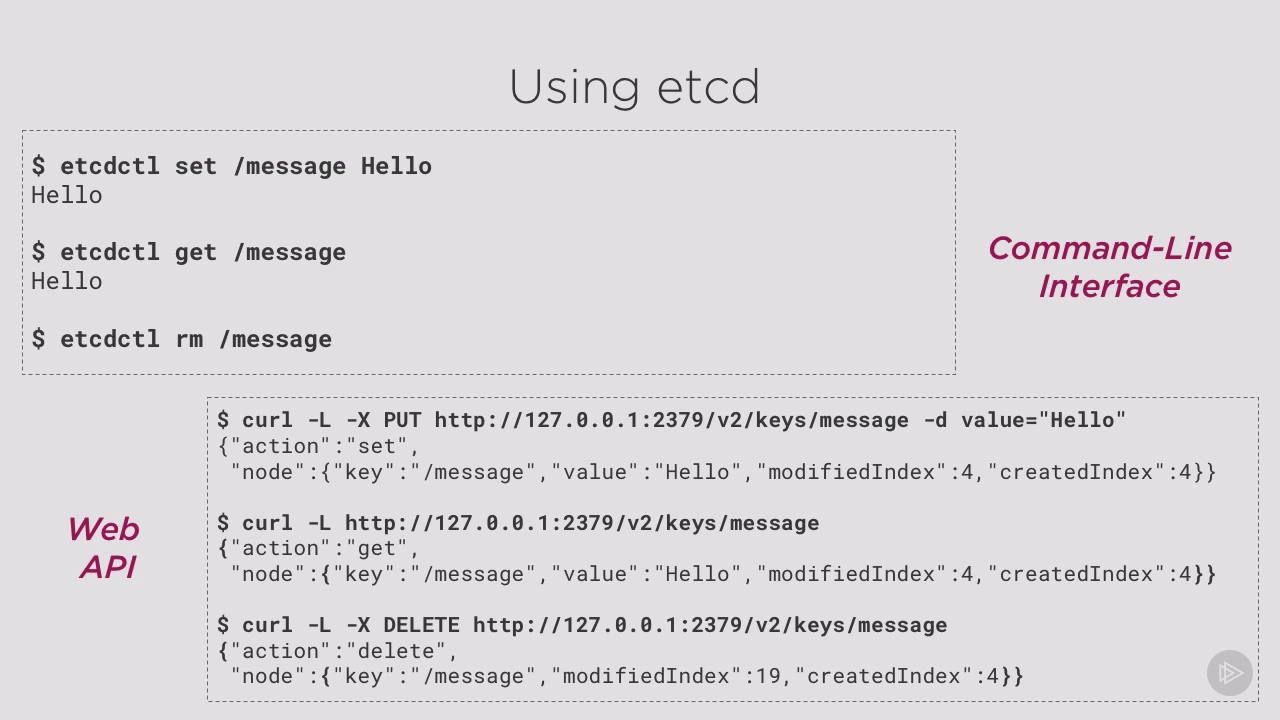 Using etcd
$ etcdctl set /message Hello
Hello
$ etcdctl get /message
Hello
$ etcdctl rm /message
Command-Line
Interface
$ curl -L -X PUT http://127.0.0.1:2379/v2/keys/message -d value="Hello"
{"action":"set",
"node":{"key":"/message","value":"Hello","modifiedIndex":4,"createdIndex":4}}
$ curl -L http://127.0.0.1:2379/v2/keys/message
{"action":"get",
"node":{"key":"/message","value":"Hello","modifiedIndex":4,"createdIndex":4}}
$ curl -L -X DELETE http://127.0.0.1:2379/v2/keys/message
{"action":"delete",
"node":{"key":"/message","modifiedIndex":19,"createdIndex":4}}
Web
API